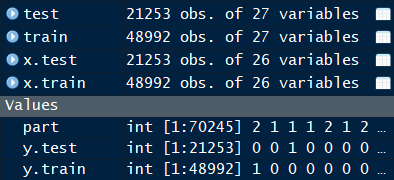 test 21253 obs. of 27 variables
train 48992 obs. of 27 variables
x.test 21253 obs. of 26 variables
x.train 48992 obs. of 26 variables
Values
part int [1:70245] 2 1 1 1 2 1 2 …
y.test int [1:21253] 0 0 1 0 0 0 0 …
y.train int [1:48992] 1 0 0 0 0 0 0 …